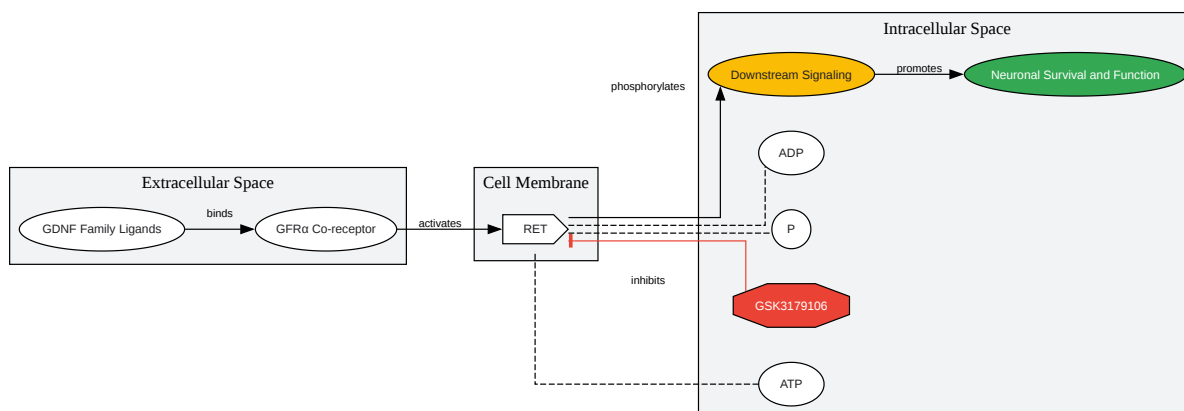 Intracellular Space
Downstream Signaling
promotes
Neuronal Survival and Function
phosphorylates
ADP
Extracellular Space
Cell Membrane
binds
GDNF Family Ligands
GFRα Co-receptor
activates
RET
P
inhibits
GSK3179106
ATP